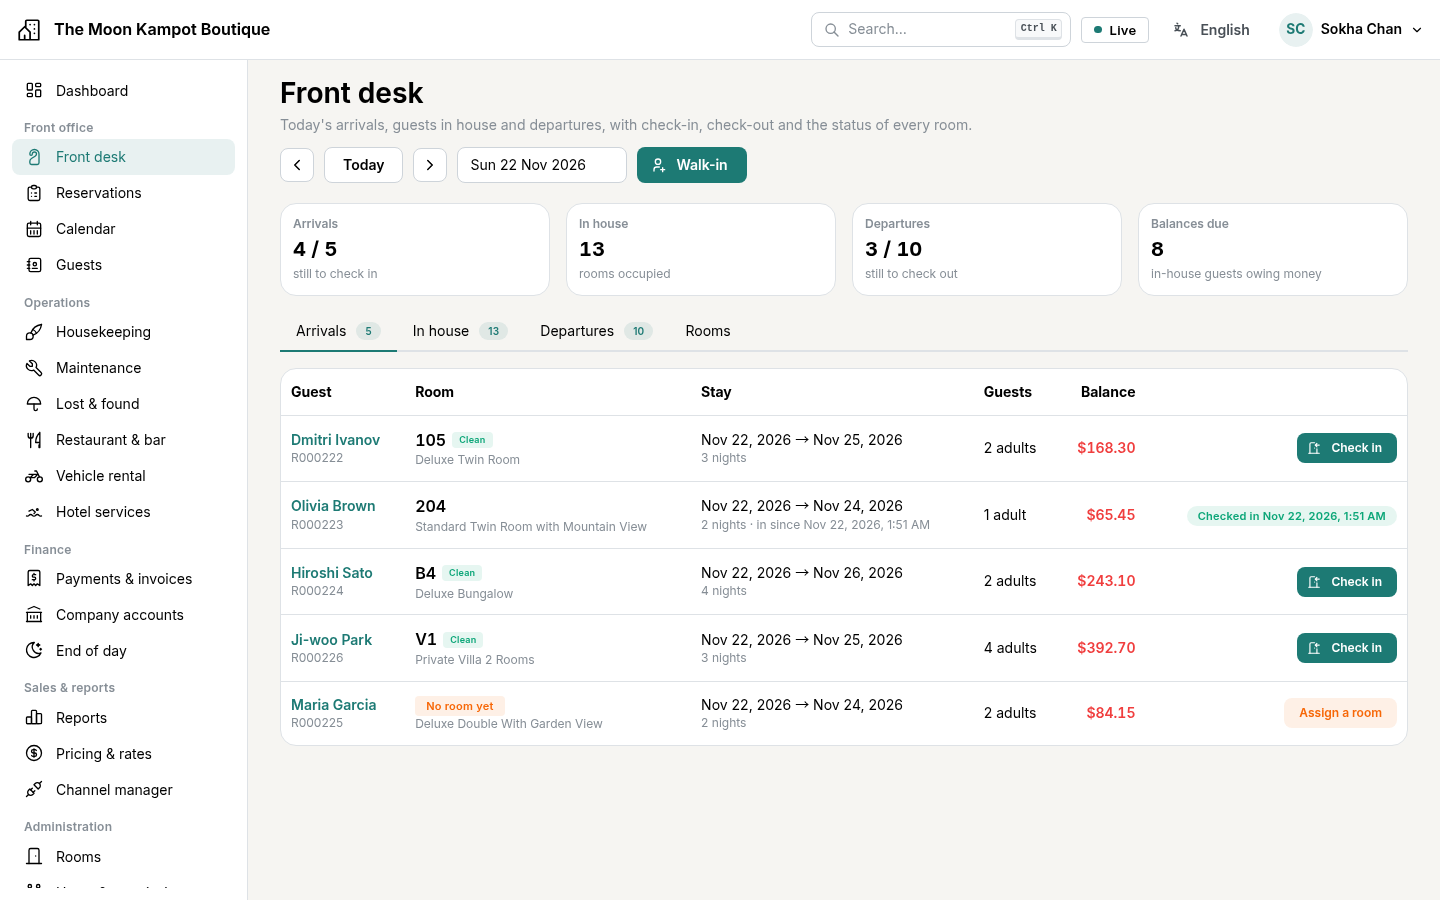 The Moon Kampot Boutique
Search...
Ctrl K
Live
English
SC
Sokha Chan
Dashboard
Front office
Front desk
Reservations
Calendar
Guests
Operations
Housekeeping
Maintenance
Lost & found
Restaurant & bar
Vehicle rental
Hotel services
Finance
Payments & invoices
Company accounts
End of day
Sales & reports
Reports
Pricing & rates
Channel manager
Administration
Rooms
Front desk
Today's arrivals, guests in house and departures, with check-in, check-out and the status of every room.
Today
Sun 22 Nov 2026
Walk-in
Arrivals
4 / 5
still to check in
In house
13
rooms occupied
Departures
3 / 10
still to check out
Balances due
8
in-house guests owing money
Arrivals 5
In house 13
Departures 10
Rooms
Guest Room Stay Guests Balance
Dmitri Ivanov 105 Clean Nov 22, 2026 → Nov 25, 2026 2 adults $168.30 Check in
R000222 Deluxe Twin Room 3 nights
Olivia Brown 204 Nov 22, 2026 → Nov 24, 2026 1 adult $65.45 Checked in Nov 22, 2026, 1:51 AM
R000223 Standard Twin Room with Mountain View 2 nights · in since Nov 22, 2026, 1:51 AM
Hiroshi Sato B4 Clean Nov 22, 2026 → Nov 26, 2026 2 adults $243.10 Check in
R000224 Deluxe Bungalow 4 nights
Ji-woo Park V1 Clean Nov 22, 2026 → Nov 25, 2026 4 adults $392.70 Check in
R000226 Private Villa 2 Rooms 3 nights
Maria Garcia No room yet Nov 22, 2026 → Nov 24, 2026 2 adults $84.15 Assign a room
R000225 Deluxe Double With Garden View 2 nights